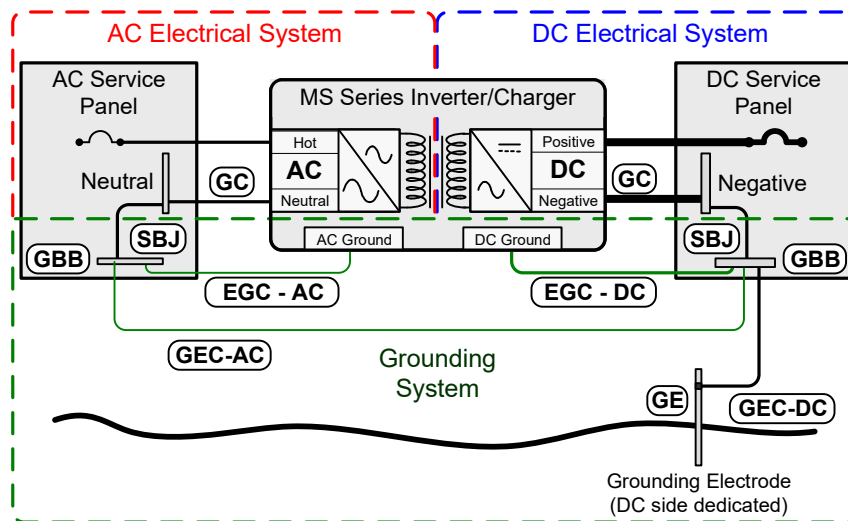 AC Electrical System
DC Electrical System
AC Service
Panel
MS Series Inverter/Charger
DC Service
Panel
Hot
AC
Neutral
Positive
DC
Negative
Neutral
GC
GC
Negative
SBJ
AC Ground
DC Ground
SBJ
GBB
GBB
EGC - AC
EGC - DC
GEC-AC
Grounding
System
GE
GEC-DC
Grounding Electrode
(DC side dedicated)